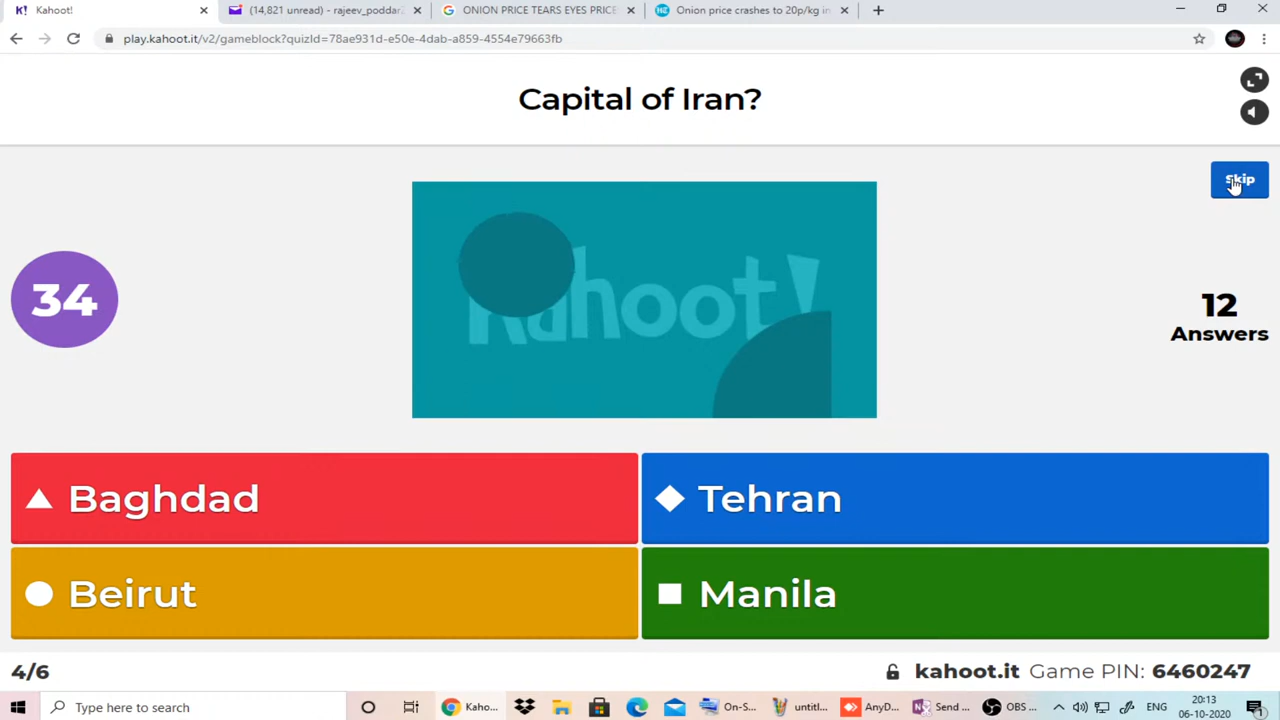 Kahoot!
(14,821 unread) - rajeev_poddar2
ONION PRICE TEARS EYES PRICE
Onion price crashes to 20p/kg in
play.kahoot.it/v2/gameblock?quizId=78ae931d-e50e-4dab-a859-4554e79663fb
Capital of Iran?
Skip
Kahoot!
34
12
Answers
Baghdad
Tehran
Beirut
Manila
4/6
kahoot.it Game PIN: 6460247
Type here to search
Kaho...
On-S...
untitl...
AnyD...
Send ...
OBS ...
ENG
20:13
06-10-2020